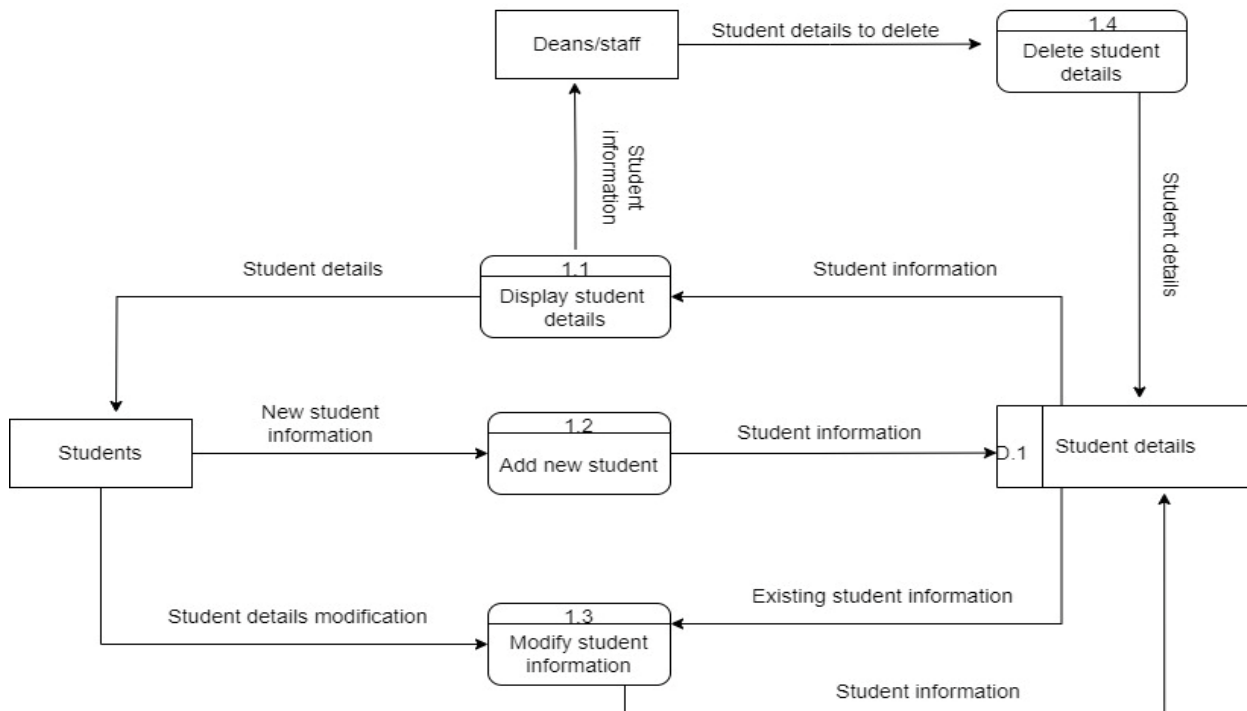 Deans/staff
Student details to delete
1.4
Delete student
details
Student
information
Student details
Student details
1.1
Display student
details
Student information
Students
New student
information
1.2
Add new student
Student information
D.1
Student details
Student details modification
1.3
Modify student
information
Existing student information
Student information